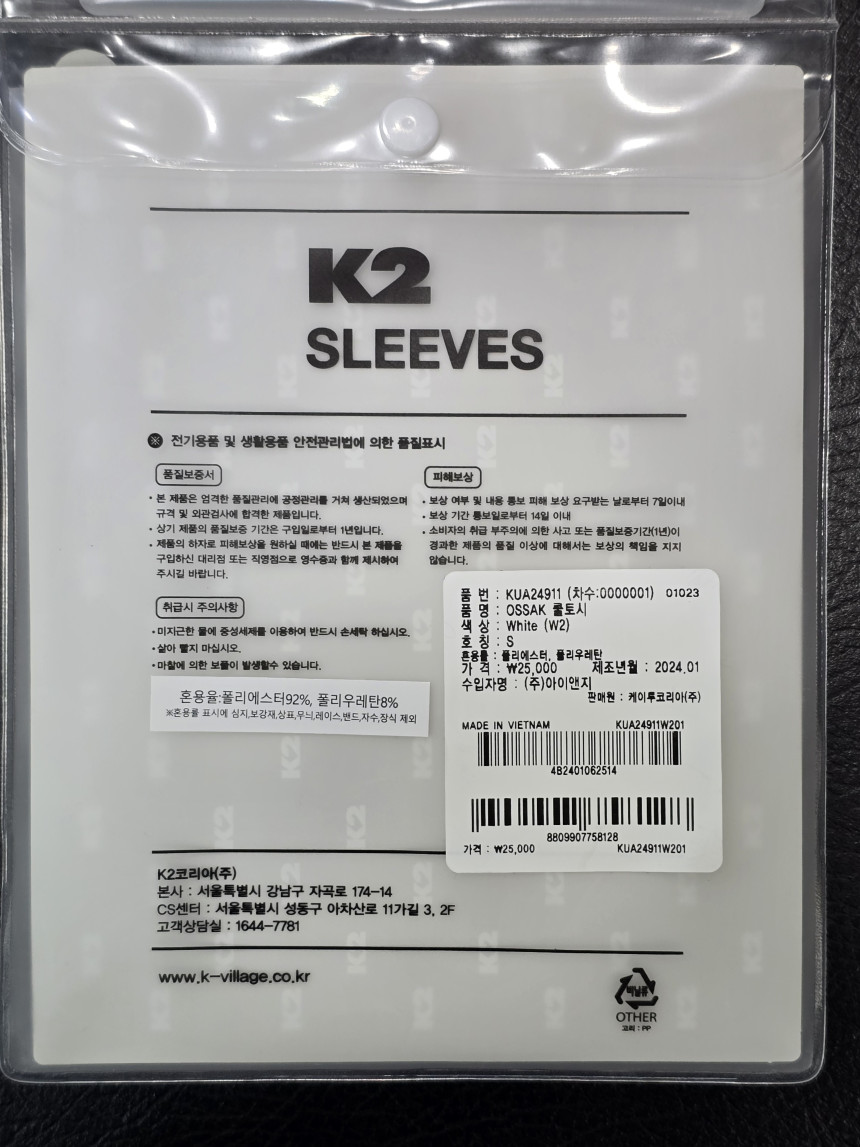 K2
SLEEVES
※ 전기용품 및 생활용품 안전관리법에 의한 품질표시
품질보증서
• 본 제품은 엄격한 품질관리에 공정관리를 거쳐 생산되었으며
규격 및 외관검사에 합격한 제품입니다.
• 상기 제품의 품질보증 기간은 구입일로부터 1년입니다.
• 제품의 하자로 피해보상을 원하실 때에는 반드시 본 제품을
구입하신 대리점 또는 직영점으로 영수증과 함께 제시하여
주시길 바랍니다.
피해보상
• 보상 여부 및 내용 통보 피해 보상 요구받는 날로부터 7일이내
• 보상 기간 통보일로부터 14일 이내
• 소비자의 취급 부주의에 의한 사고 또는 품질보증기간(1년)이
경과한 제품의 품질 이상에 대해서는 보상의 책임을 지지
않습니다.
취급시 주의사항
• 미지근한 물에 중성세제를 이용하여 반드시 손세탁 하십시오.
• 삶아 빨지 마십시오.
• 마찰에 의한 보풀이 발생할수 있습니다.
혼용율:폴리에스터92%, 폴리우레탄8%
※혼용률 표시에 심지,보강재,상표,무늬,레이스,밴드,자수,장식 제외
품 번 : KUA24911 (차수:0000001) 01023
품 명 : OSSAK 쿨토시
색 상 : White (W2)
호 칭 : S
혼용률 : 폴리에스터, 폴리우레탄
가 격 : ₩25,000 제조년월 : 2024.01
수입자명 : (주)아이앤지
판매원 : 케이투코리아(주)
MADE IN VIETNAM KUA24911W201
4B2401062514
8809907758128
가격 : ₩25,000 KUA24911W201
K2코리아(주)
본사 : 서울특별시 강남구 자곡로 174-14
CS센터 : 서울특별시 성동구 아차산로 11가길 3, 2F
고객상담실 : 1644-7781
www.k-village.co.kr
비닐류
OTHER
고리 : PP